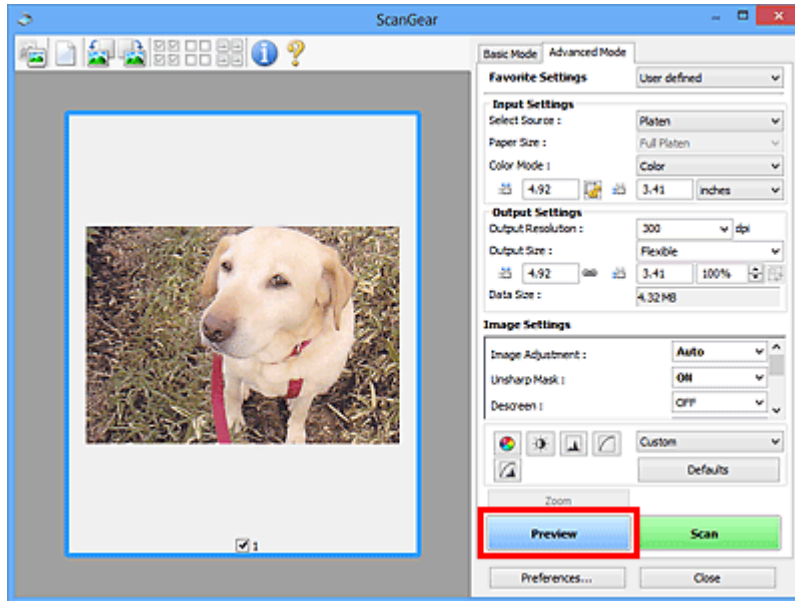 ScanGear
Basic Mode Advanced Mode
Favorite Settings User defined
Input Settings
Select Source : Platen
Paper Size : Full Platen
Color Mode : Color
4.92 3.41 inches
Output Settings
Output Resolution : 300 dpi
Output Size : Flexible
4.92 3.41 100%
Data Size : 4.32 MB
Image Settings
Image Adjustment : Auto
Unsharp Mask : ON
Descreen : OFF
Custom
Defaults
Zoom
Preview Scan
1
Preferences... Close